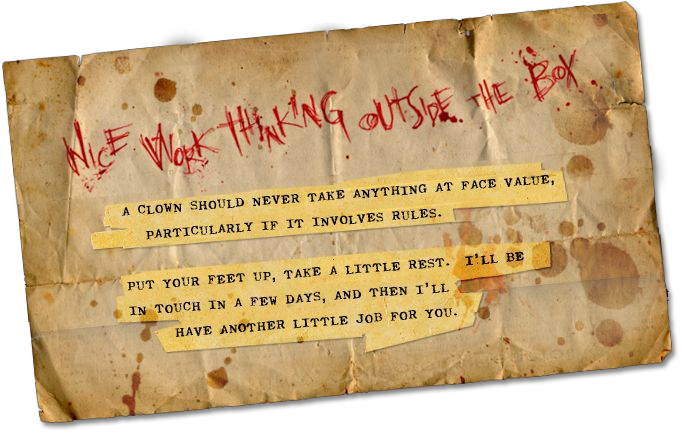 NICE WORK THINKING OUTSIDE THE BOX
A CLOWN SHOULD NEVER TAKE ANYTHING AT FACE VALUE,
PARTICULARLY IF IT INVOLVES RULES.
PUT YOUR FEET UP, TAKE A LITTLE REST. I'LL BE
IN TOUCH IN A FEW DAYS, AND THEN I'LL
HAVE ANOTHER LITTLE JOB FOR YOU.